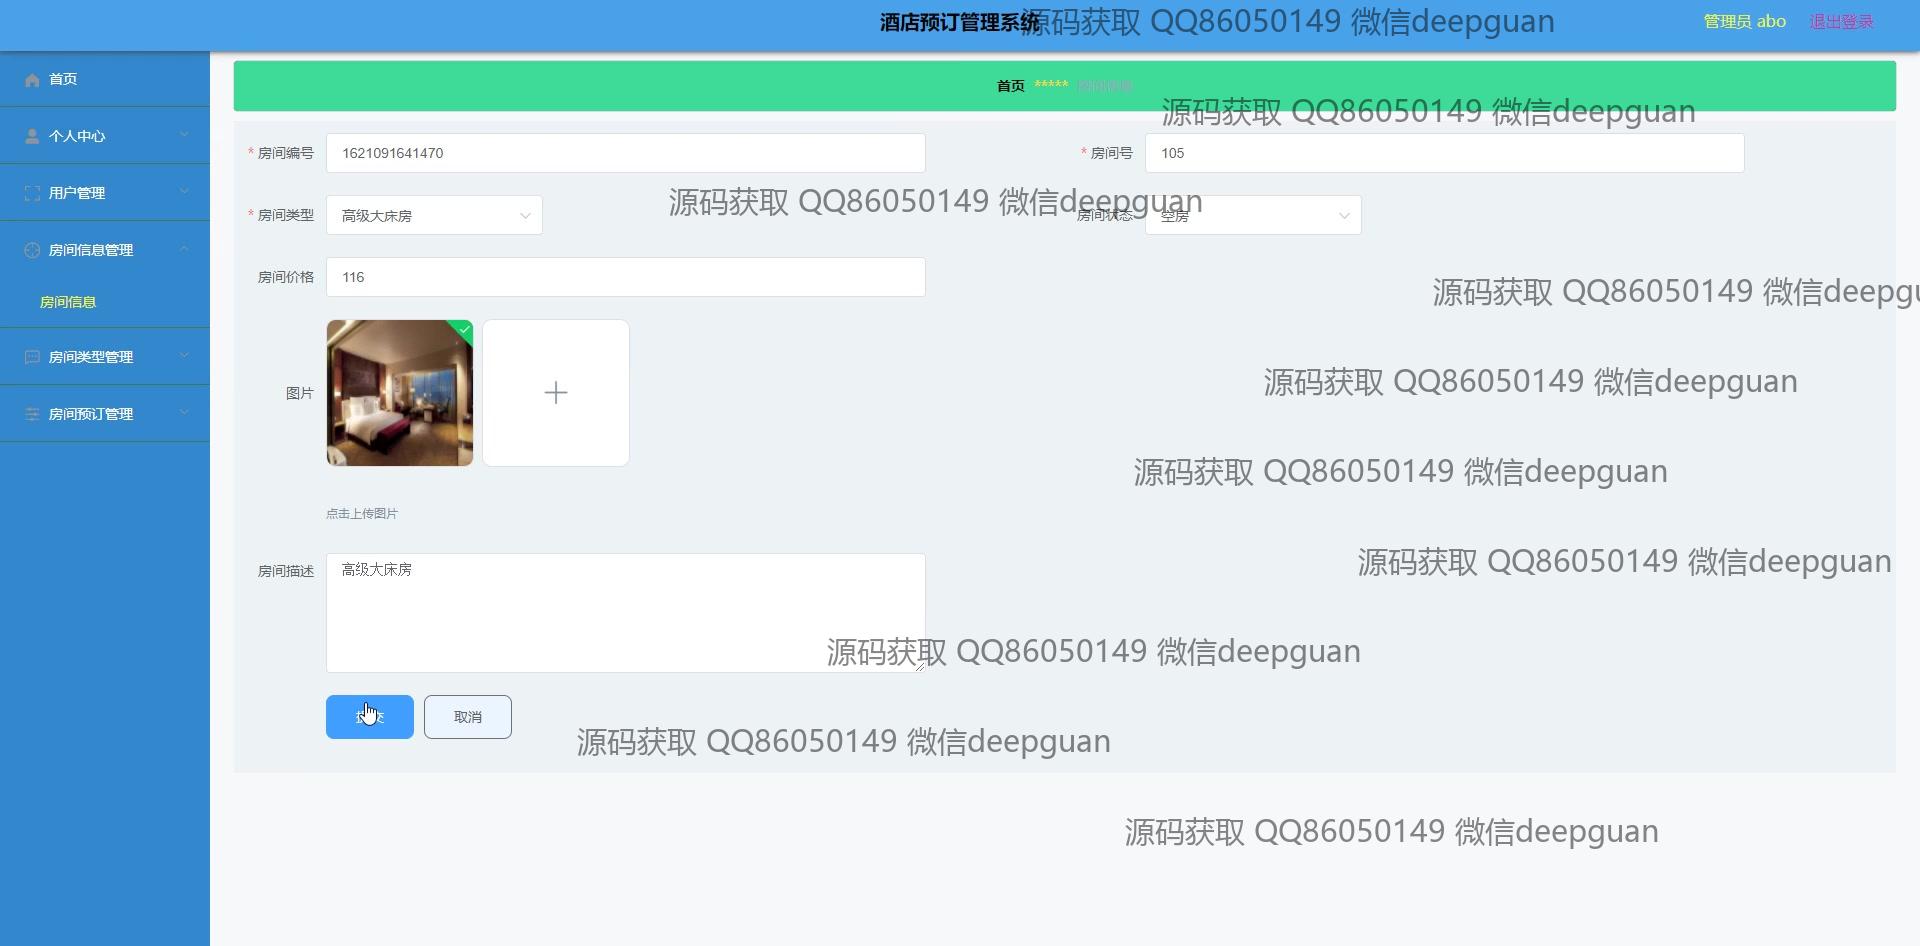 酒店预订管理系统
源码获取 QQ86050149 微信deepguan
管理员 abo
退出登录
首页
首页 ***** 房间信息
源码获取 QQ86050149 微信deepguan
个人中心
* 房间编号 1621091641470
* 房间号 105
用户管理
* 房间类型 高级大床房
源码获取 QQ86050149 微信deepguan
房间状态 空房
房间信息管理
房间价格 116
源码获取 QQ86050149 微信deepgu
房间信息
房间类型管理
源码获取 QQ86050149 微信deepguan
图片
房间预订管理
源码获取 QQ86050149 微信deepguan
点击上传图片
源码获取 QQ86050149 微信deepguan
房间描述 高级大床房
源码获取 QQ86050149 微信deepguan
提交
取消
源码获取 QQ86050149 微信deepguan
源码获取 QQ86050149 微信deepguan